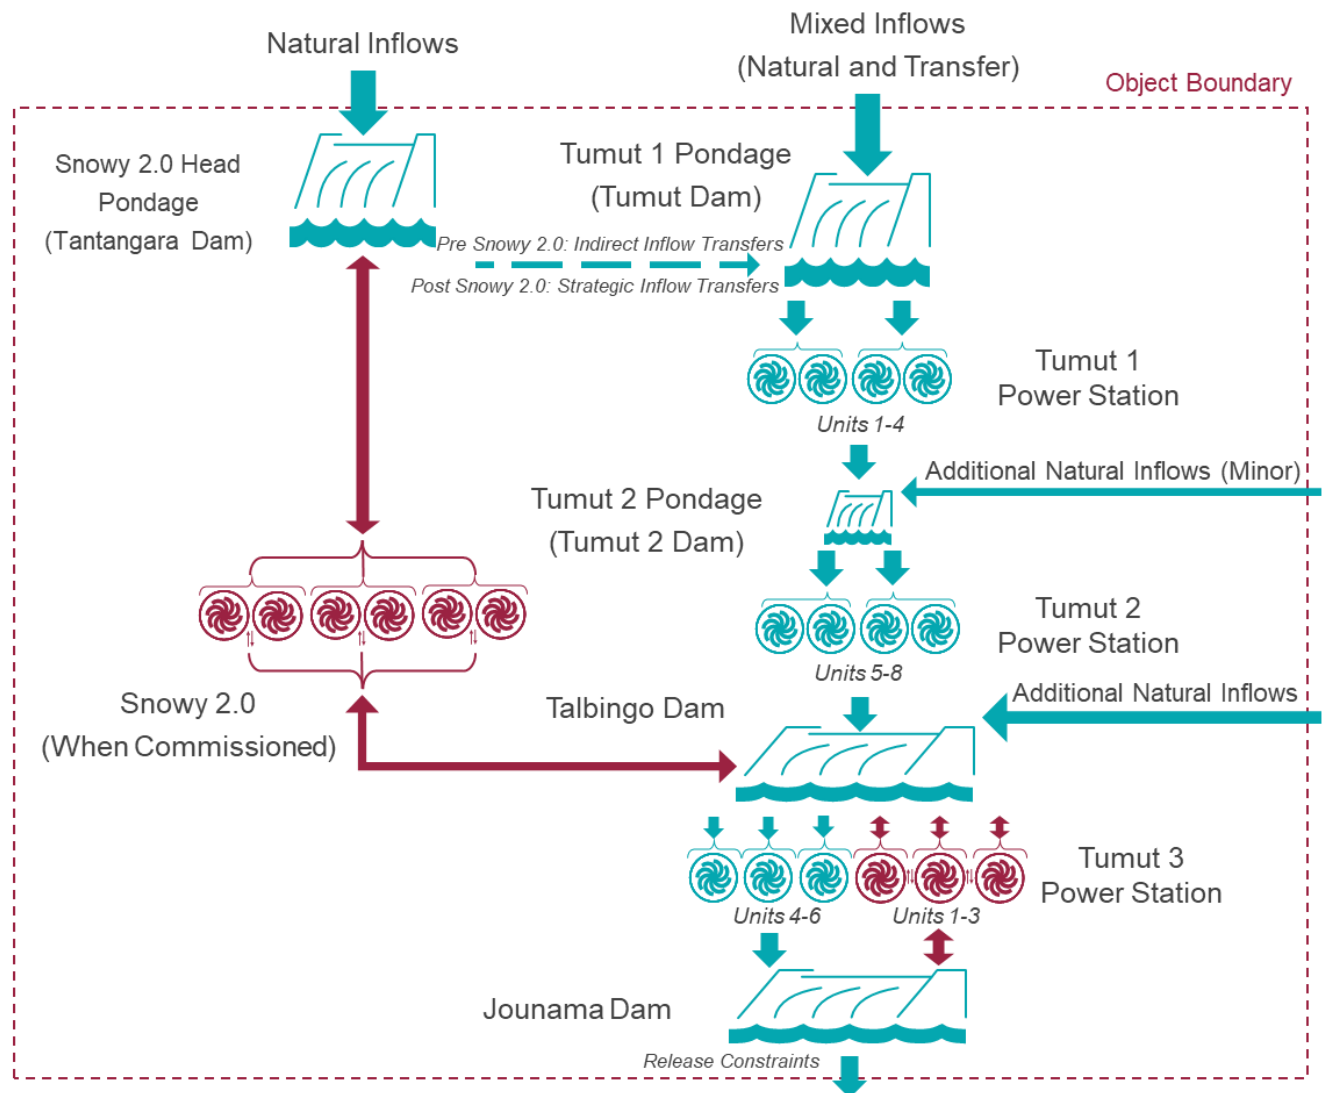 Natural Inflows
Mixed Inflows
(Natural and Transfer)
Object Boundary
Snowy 2.0 Head
Pondage
(Tantangara Dam)
Tumut 1 Pondage
(Tumut Dam)
Pre Snowy 2.0: Indirect Inflow Transfers
Post Snowy 2.0: Strategic Inflow Transfers
Tumut 1
Power Station
Units 1-4
Additional Natural Inflows (Minor)
Tumut 2 Pondage
(Tumut 2 Dam)
Tumut 2
Power Station
Units 5-8
Additional Natural Inflows
Snowy 2.0
(When Commissioned)
Talbingo Dam
Tumut 3
Power Station
Units 4-6
Units 1-3
Jounama Dam
Release Constraints